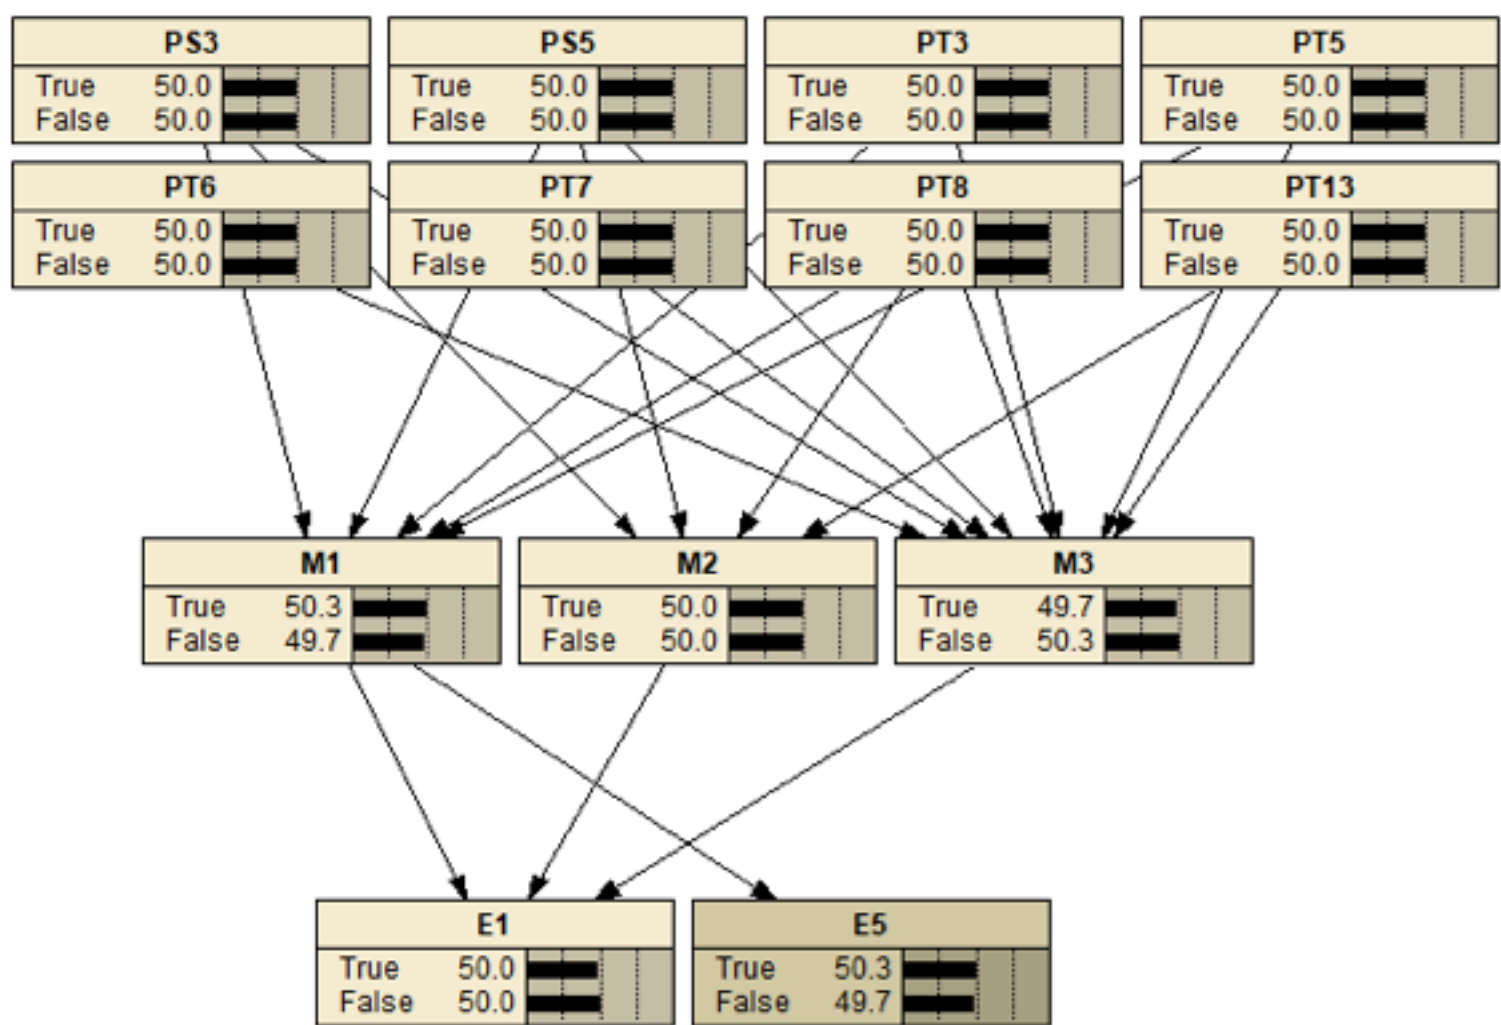 PS3 PS5 PT3 PT5
True 50.0 True 50.0 True 50.0 True 50.0
False 50.0 False 50.0 False 50.0 False 50.0
PT6 PT7 PT8 PT13
True 50.0 True 50.0 True 50.0 True 50.0
False 50.0 False 50.0 False 50.0 False 50.0
M1 M2 M3
True 50.3 True 50.0 True 49.7
False 49.7 False 50.0 False 50.3
E1 E5
True 50.0 True 50.3
False 50.0 False 49.7